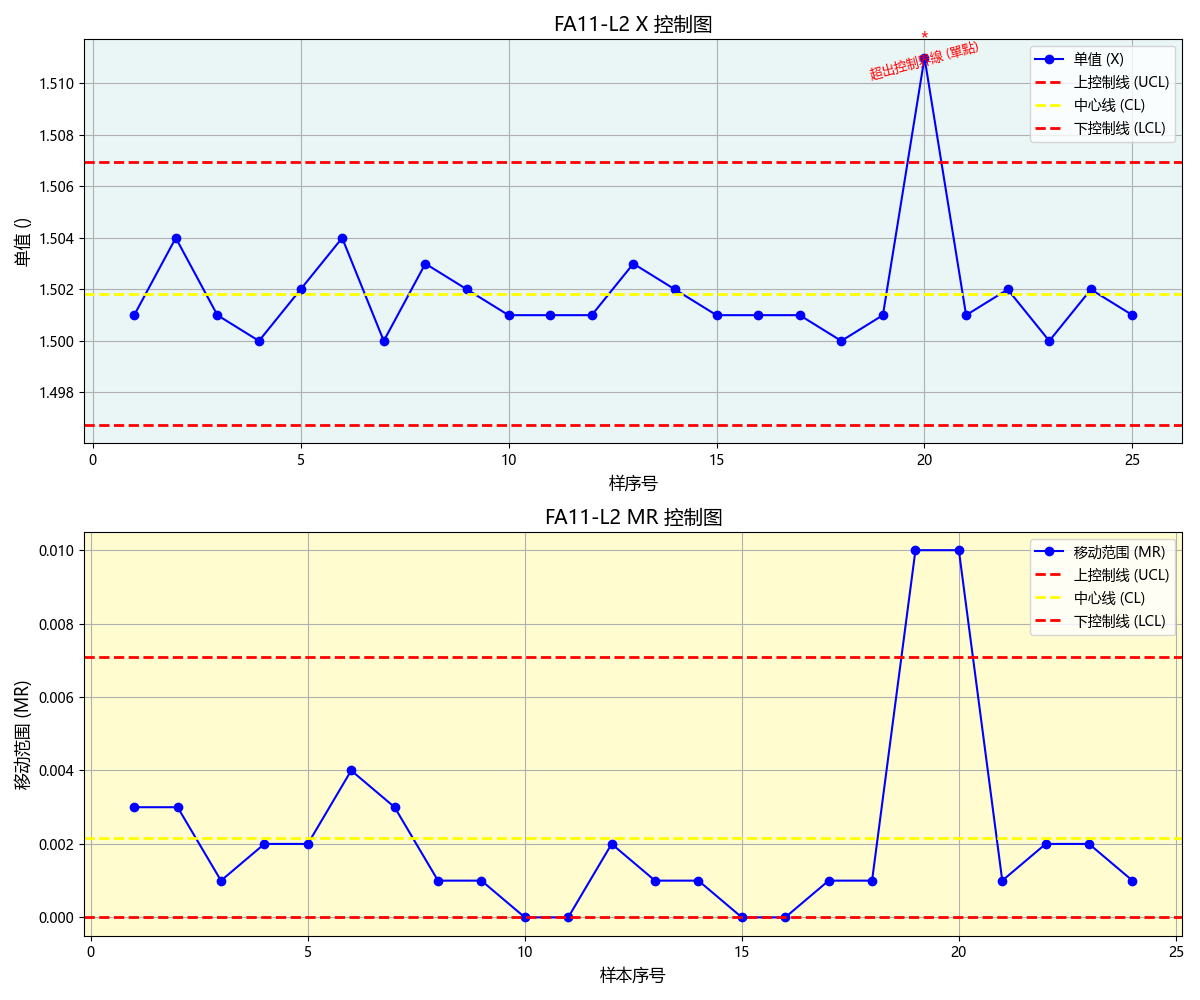 FA11-L2 X 控制图
*
超出控制界線 (單點)
单值 (X)
上控制线 (UCL)
中心线 (CL)
下控制线 (LCL)
单值 ()
1.510
1.508
1.506
1.504
1.502
1.500
1.498
0 5 10 15 20 25
样序号
FA11-L2 MR 控制图
移动范围 (MR)
上控制线 (UCL)
中心线 (CL)
下控制线 (LCL)
移动范围 (MR)
0.010
0.008
0.006
0.004
0.002
0.000
0 5 10 15 20 25
样本序号